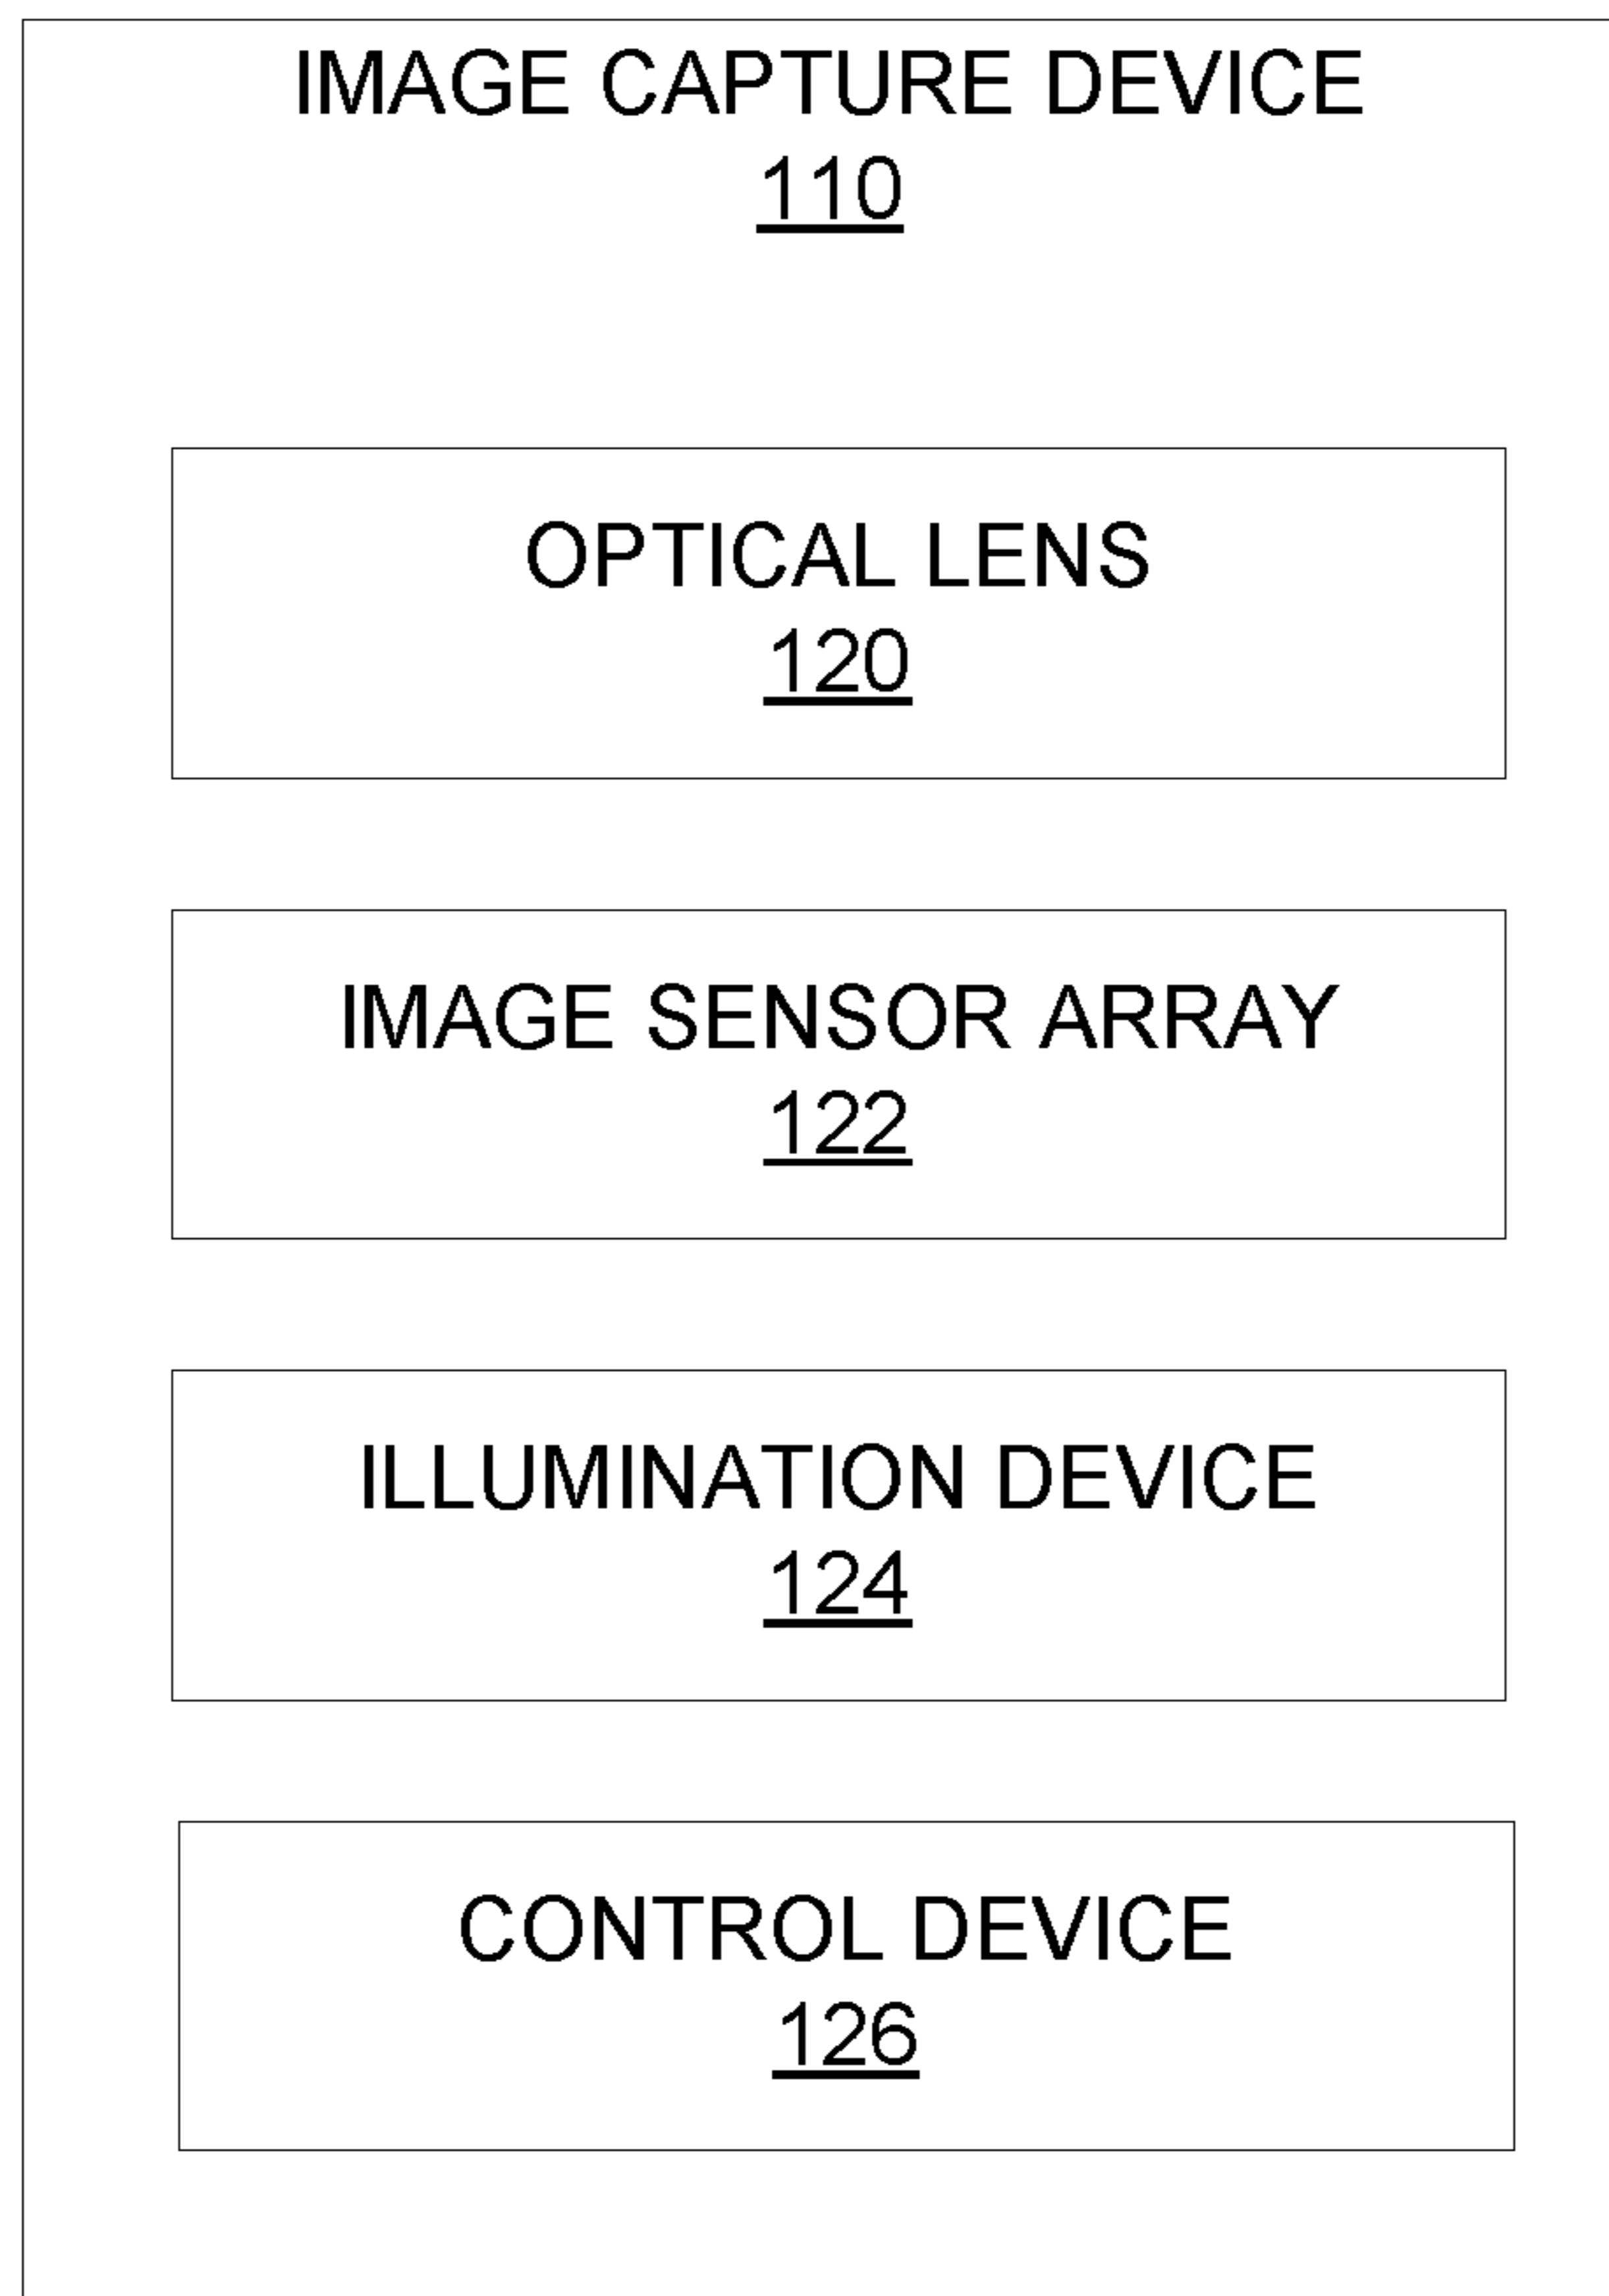 IMAGE CAPTURE DEVICE
110
OPTICAL LENS
120
IMAGE SENSOR ARRAY
122
ILLUMINATION DEVICE
124
CONTROL DEVICE
126